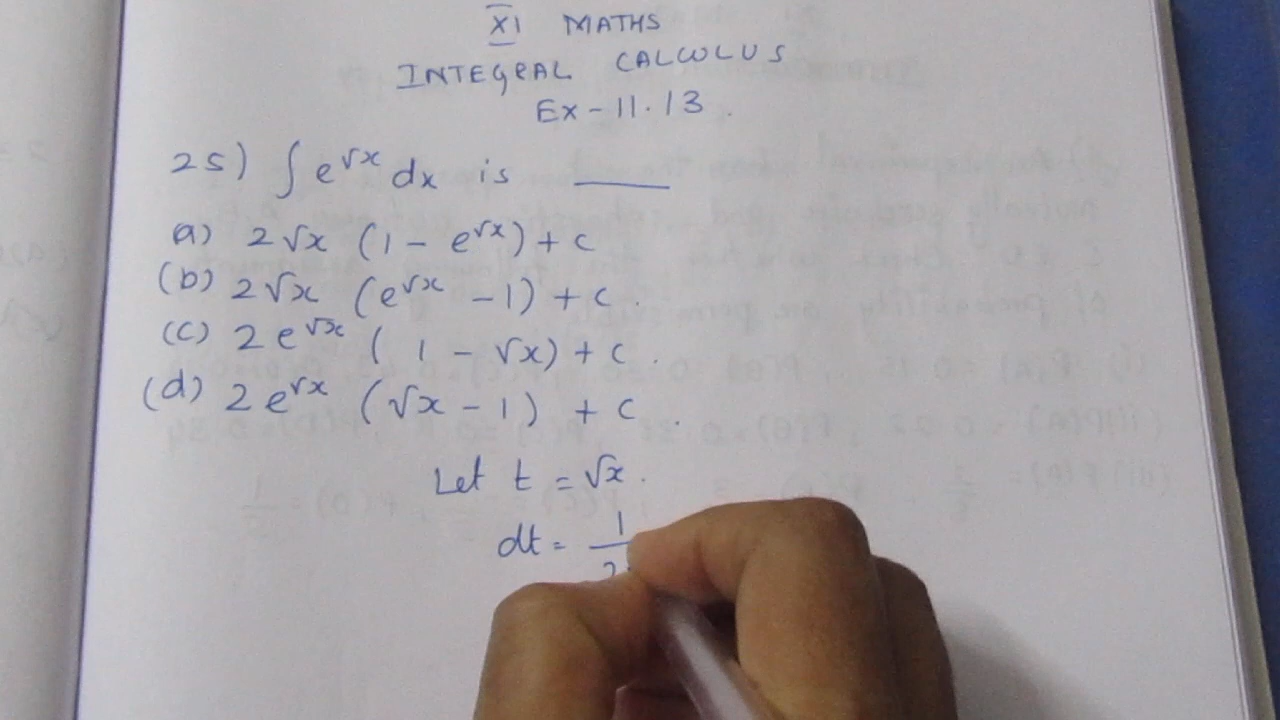 XI MATHS
INTEGRAL CALCULUS
Ex - 11.13.
25) ∫ e^√x dx is ____
a) 2√x (1 - e^√x) + c
(b) 2√x (e^√x - 1) + c.
(c) 2e^√x (1 - √x) + c.
(d) 2e^√x (√x - 1) + c.
Let t = √x.
dt = 1/2